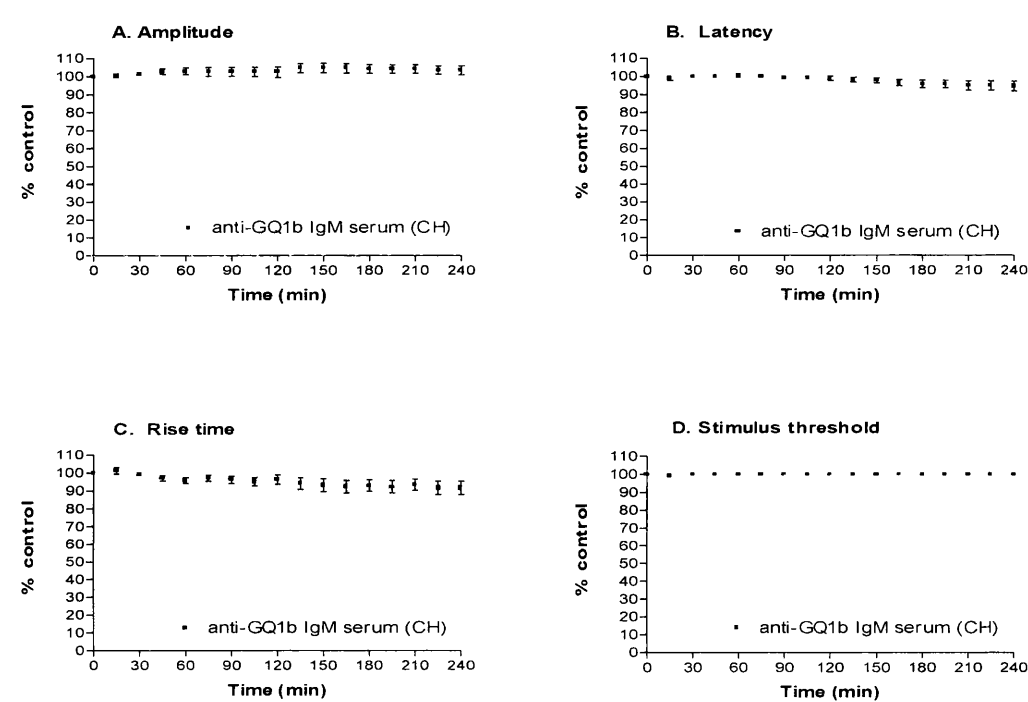 A. Amplitude
110
100
90
80
70
60
50
40
30
20
10
0
% control
anti-GQ1b IgM serum (CH)
0 30 60 90 120 150 180 210 240
Time (min)
B. Latency
110
100
90
80
70
60
50
40
30
20
10
0
% control
anti-GQ1b IgM serum (CH)
0 30 60 90 120 150 180 210 240
Time (min)
C. Rise time
110
100
90
80
70
60
50
40
30
20
10
0
% control
anti-GQ1b IgM serum (CH)
0 30 60 90 120 150 180 210 240
Time (min)
D. Stimulus threshold
110
100
90
80
70
60
50
40
30
20
10
0
% control
anti-GQ1b IgM serum (CH)
0 30 60 90 120 150 180 210 240
Time (min)